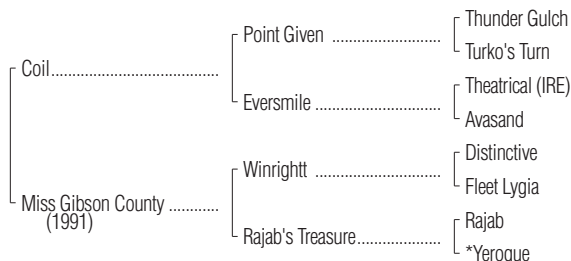 Thunder Gulch
Point Given ........................
Turko's Turn
Coil.....................................................
Theatrical (IRE)
Eversmile ............................
Avasand
Distinctive
Winrightt ............................
Fleet Lygia
Miss Gibson County ............
(1991)
Rajab
Rajab's Treasure..................
*Yeroque